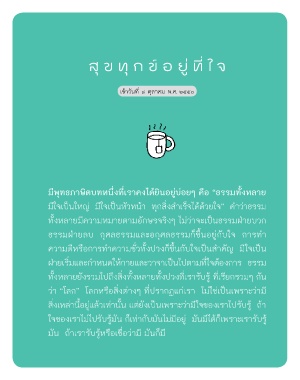 สุขทุกข์อยู่ที่ใจ
เช้าวันที่ ๑ ตุลาคม พ.ศ. ๒๕๕๐
มีพุทธภาษิตบทหนึ่งที่เราคงได้ยินอยู่บ่อยๆ คือ “ธรรมทั้งหลาย
มีใจเป็นใหญ่ มีใจเป็นหัวหน้า ทุกสิ่งสำเร็จได้ด้วยใจ” คำว่าธรรม
ทั้งหลายมีความหมายตามอักษรจริงๆ ไม่ว่าจะเป็นธรรมฝ่ายบวก
ธรรมฝ่ายลบ กุศลธรรมและอกุศลธรรมก็ขึ้นอยู่กับใจ การทำ
ความดีหรือการทำความชั่วทั้งปวงก็ขึ้นกับใจเป็นสำคัญ มีใจเป็น
ฝ่ายเริ่มและกำหนดให้กายและวาจาเป็นไปตามที่ใจต้องการ ธรรม
ทั้งหลายยังรวมไปถึงสิ่งทั้งหลายทั้งปวงที่เรารับรู้ ที่เรียกรวมๆ กัน
ว่า “โลก” โลกหรือสิ่งต่างๆ ที่ปรากฏแก่เรา ไม่ใช่เป็นเพราะว่ามี
สิ่งเหล่านี้อยู่แล้วเท่านั้น แต่ยังเป็นเพราะว่ามีใจของเราไปรับรู้ ถ้า
ใจของเราไม่ไปรับรู้มัน ก็เท่ากับมันไม่มีอยู่ มันมีได้ก็เพราะเรารับรู้
มัน ถ้าเรารับรู้หรือเชื่อว่ามี มันก็มี